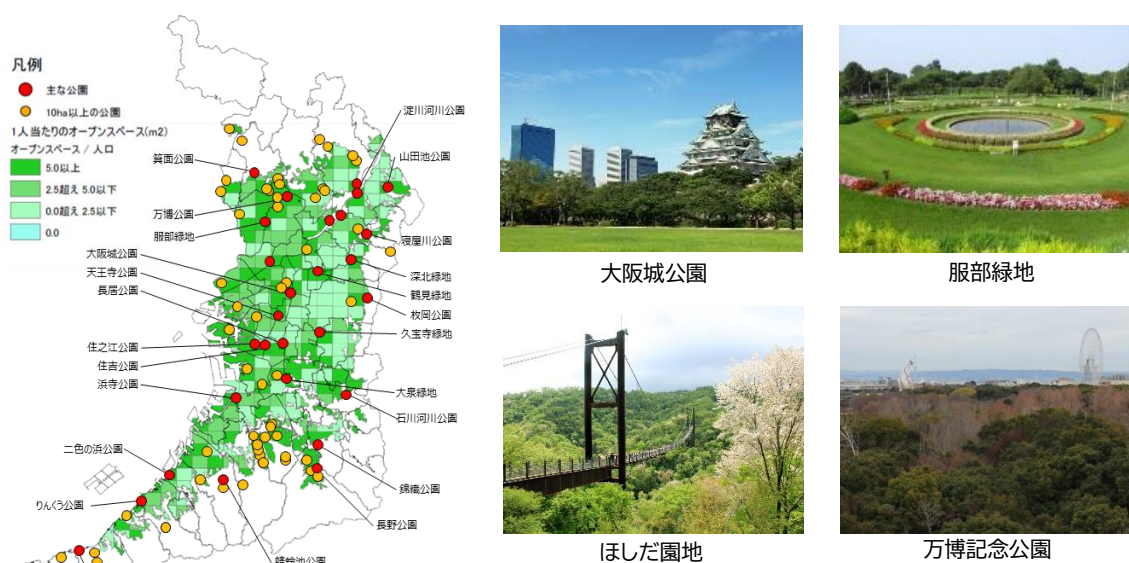 凡例
主な公園
10ha以上の公園
1人当たりのオープンスペース(m2)
オープンスペース / 人口
5.0以上
2.5超え 5.0以下
0.0超え 2.5以下
0.0
淀川河川公園
箕面公園
山田池公園
万博公園
服部緑地
寝屋川公園
大阪城公園
天王寺公園
長居公園
深北緑地
鶴見緑地
枚岡公園
久宝寺緑地
住之江公園
住吉公園
浜寺公園
大泉緑地
石川河川公園
二色の浜公園
錦織公園
りんくう公園
長野公園
蜻蛉池公園
大阪城公園
服部緑地
ほしだ園地
万博記念公園